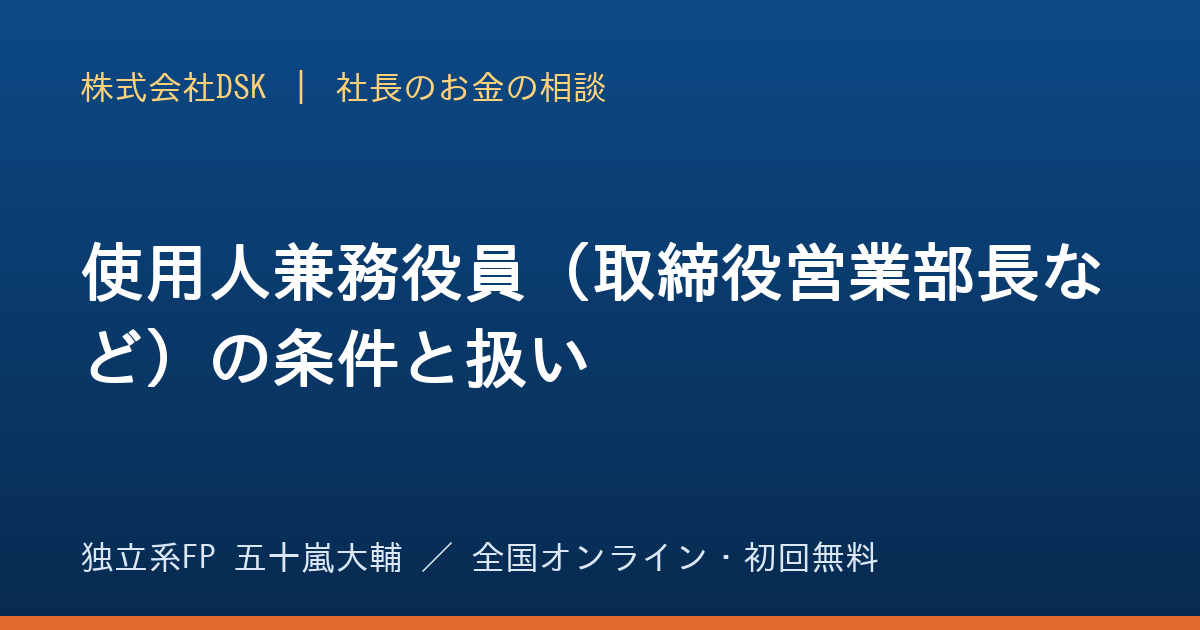 株式会社DSK ｜ 社長のお金の相談
使用人兼務役員（取締役営業部長な
ど）の条件と扱い
独立系FP 五十嵐大輔 ／ 全国オンライン・初回無料